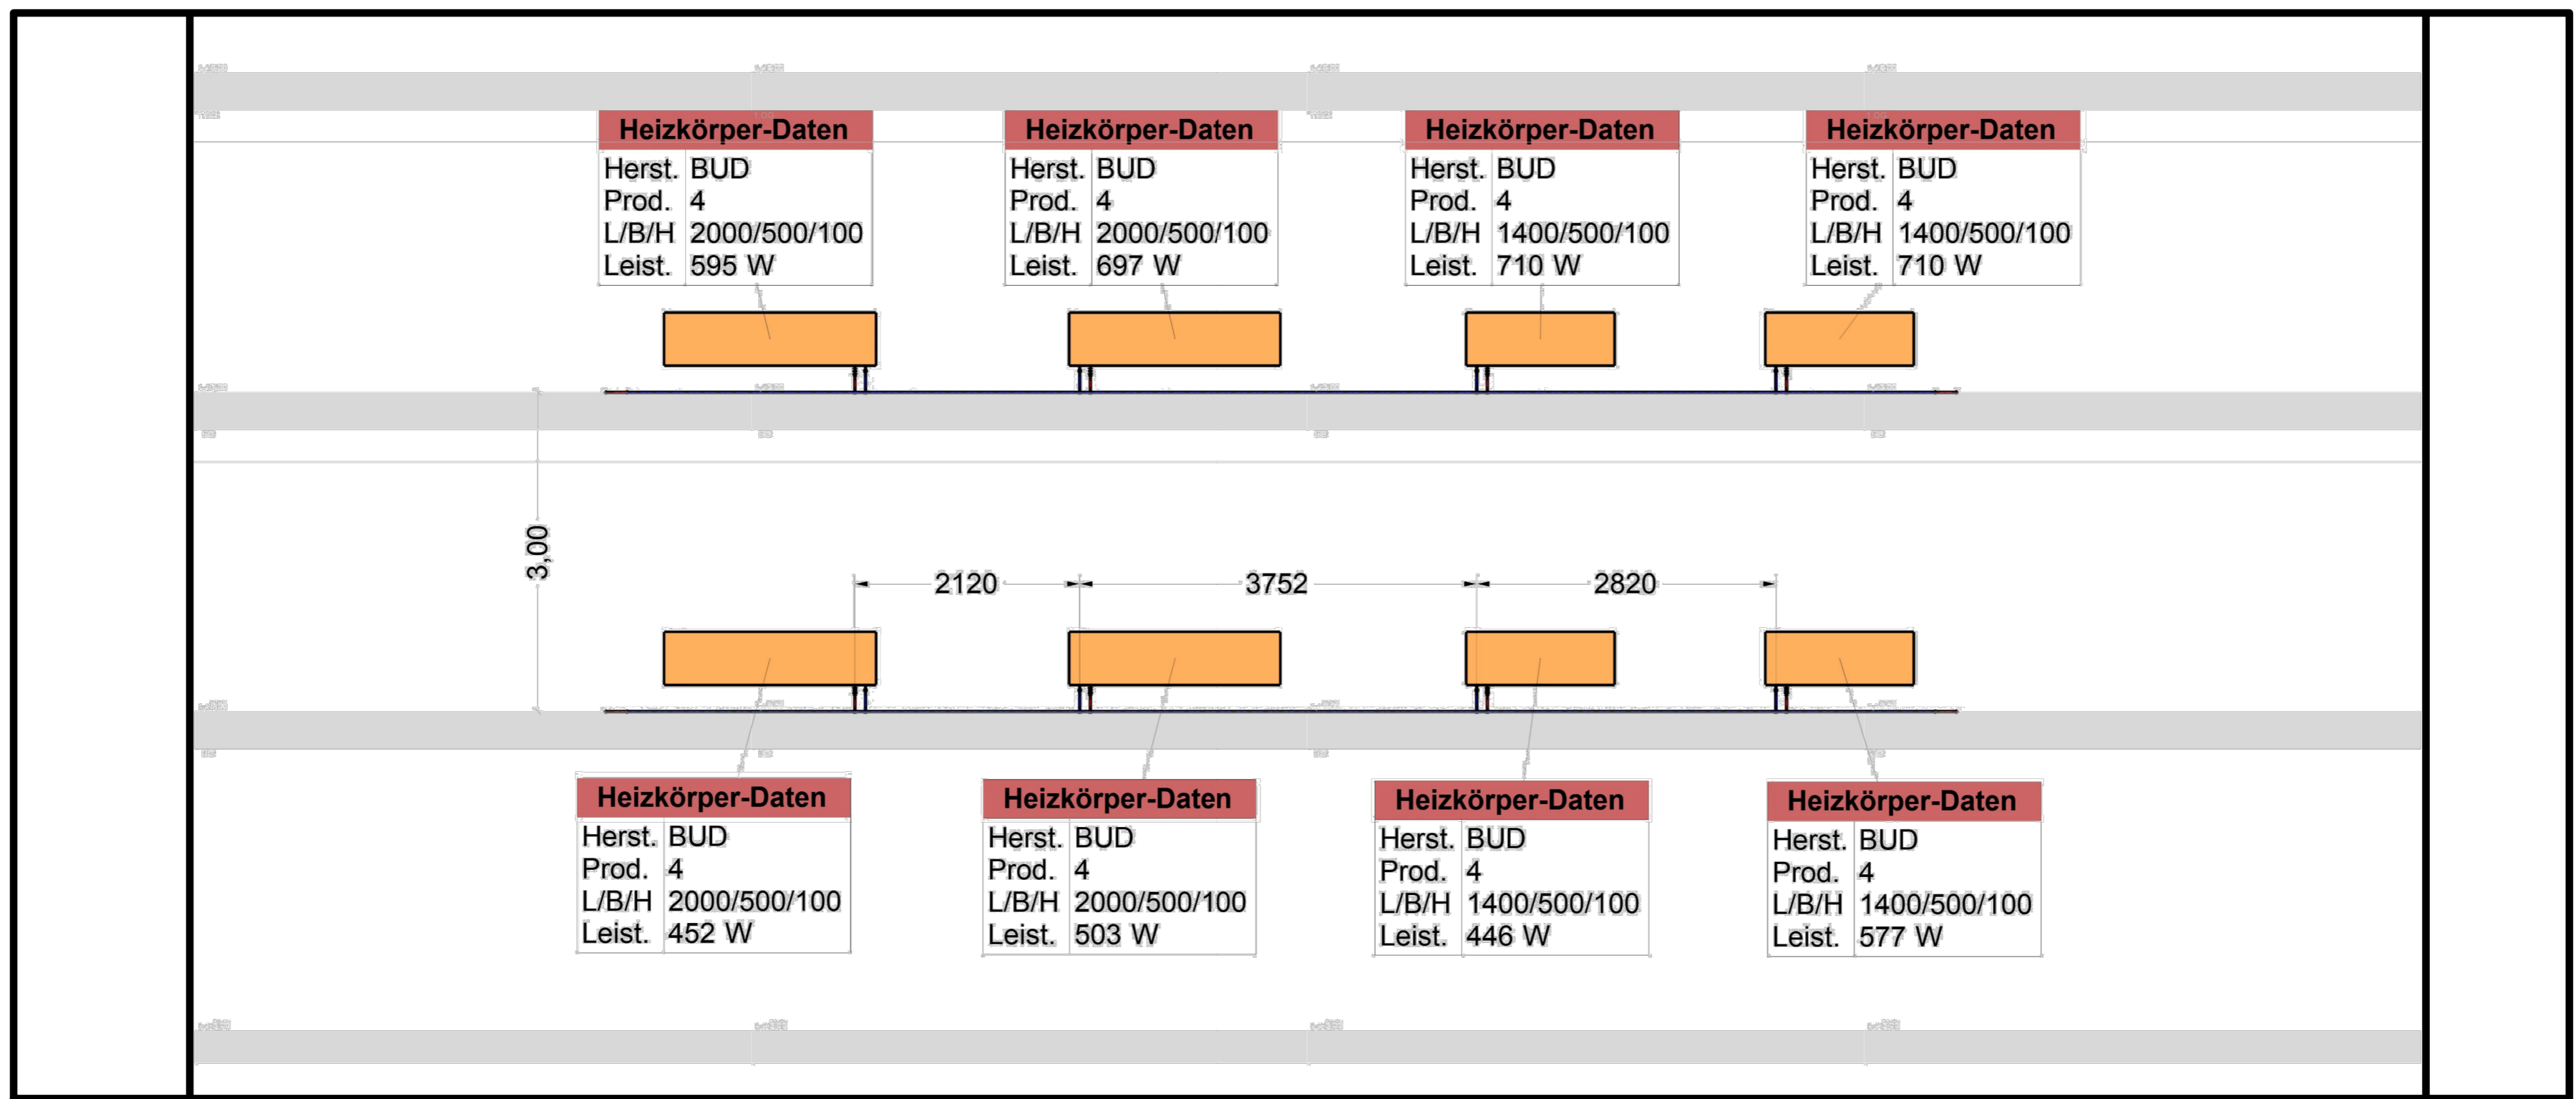 Heizkörper-Daten
Herst. BUD
Prod. 4
L/B/H 2000/500/100
Leist. 595 W
Heizkörper-Daten
Herst. BUD
Prod. 4
L/B/H 2000/500/100
Leist. 697 W
Heizkörper-Daten
Herst. BUD
Prod. 4
L/B/H 1400/500/100
Leist. 710 W
Heizkörper-Daten
Herst. BUD
Prod. 4
L/B/H 1400/500/100
Leist. 710 W
3,00
2120
3752
2820
Heizkörper-Daten
Herst. BUD
Prod. 4
L/B/H 2000/500/100
Leist. 452 W
Heizkörper-Daten
Herst. BUD
Prod. 4
L/B/H 2000/500/100
Leist. 503 W
Heizkörper-Daten
Herst. BUD
Prod. 4
L/B/H 1400/500/100
Leist. 446 W
Heizkörper-Daten
Herst. BUD
Prod. 4
L/B/H 1400/500/100
Leist. 577 W